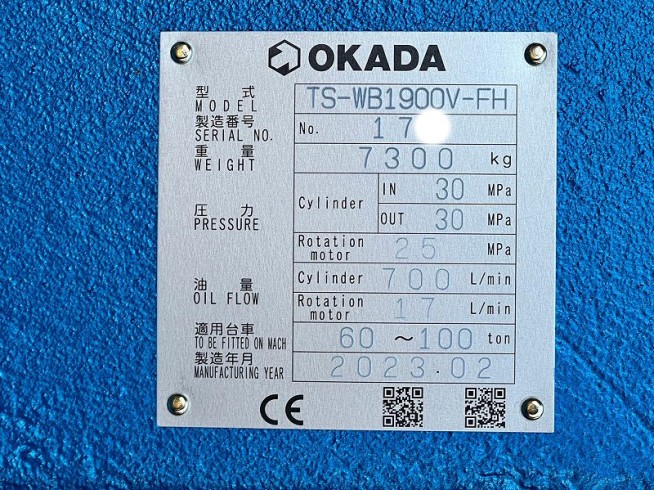 OKADA
型 式
MODEL
TS-WB1900V-FH
製造番号
SERIAL NO.
No. 17
重 量
WEIGHT
7300 kg
圧 力
PRESSURE
Cylinder
IN 30 MPa
OUT 30 MPa
Rotation motor 25 MPa
油 量
OIL FLOW
Cylinder 700 L/min
Rotation motor 17 L/min
適用台車
TO BE FITTED ON MACH
60 ~100 ton
製造年月
MANUFACTURING YEAR
2023.02
CE